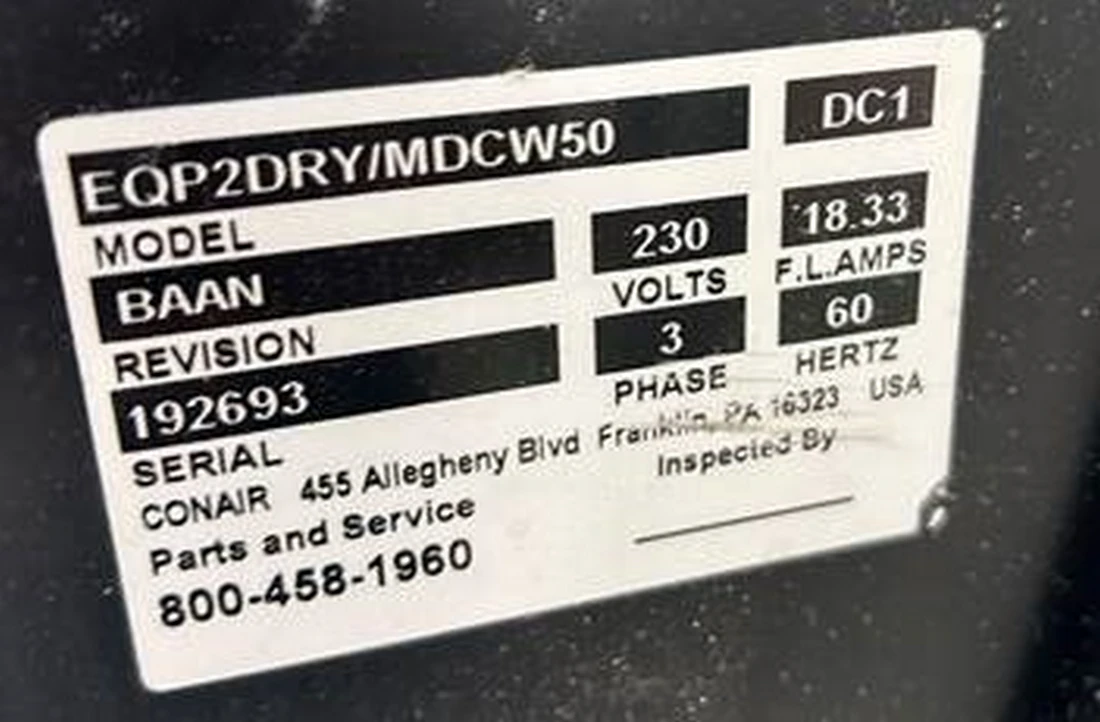 EQP2DRY/MDCW50 DC1
MODEL
BAAN 230 18.33
REVISION VOLTS F.L.AMPS
192693 3 60
SERIAL PHASE HERTZ
CONAIR 455 Allegheny Blvd Franklin, PA 16323 USA
Parts and Service Inspected By
800-458-1960